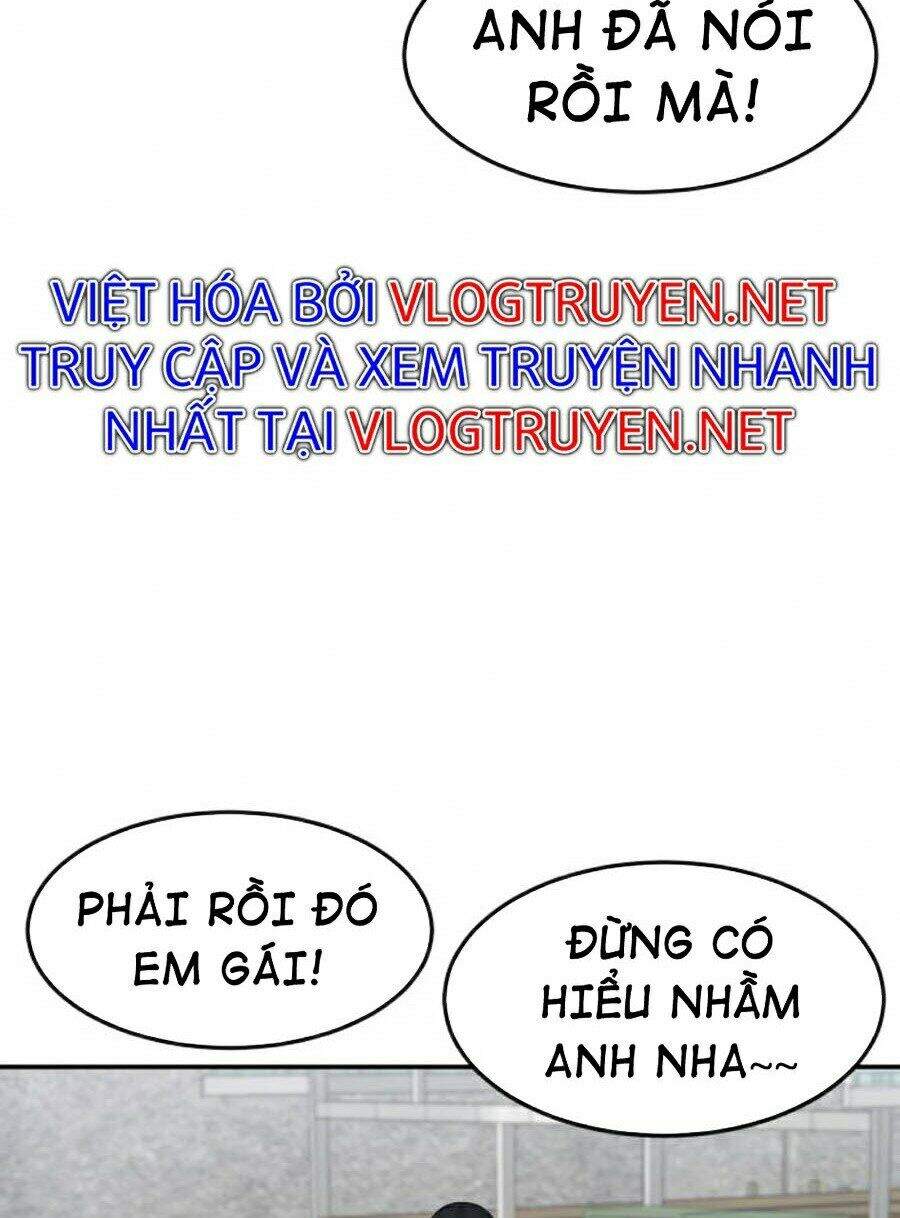 ANH ĐÃ NÓI
RỒI MÀ!
VIỆT HÓA BỞI VLOGTRUYEN.NET
TRUY CẬP VÀ XEM TRUYỆN NHANH
NHẤT TẠI VLOGTRUYEN.NET
PHẢI RỒI ĐÓ
EM GÁI!
ĐỪNG CÓ
HIỂU NHẦM
ANH NHA~~